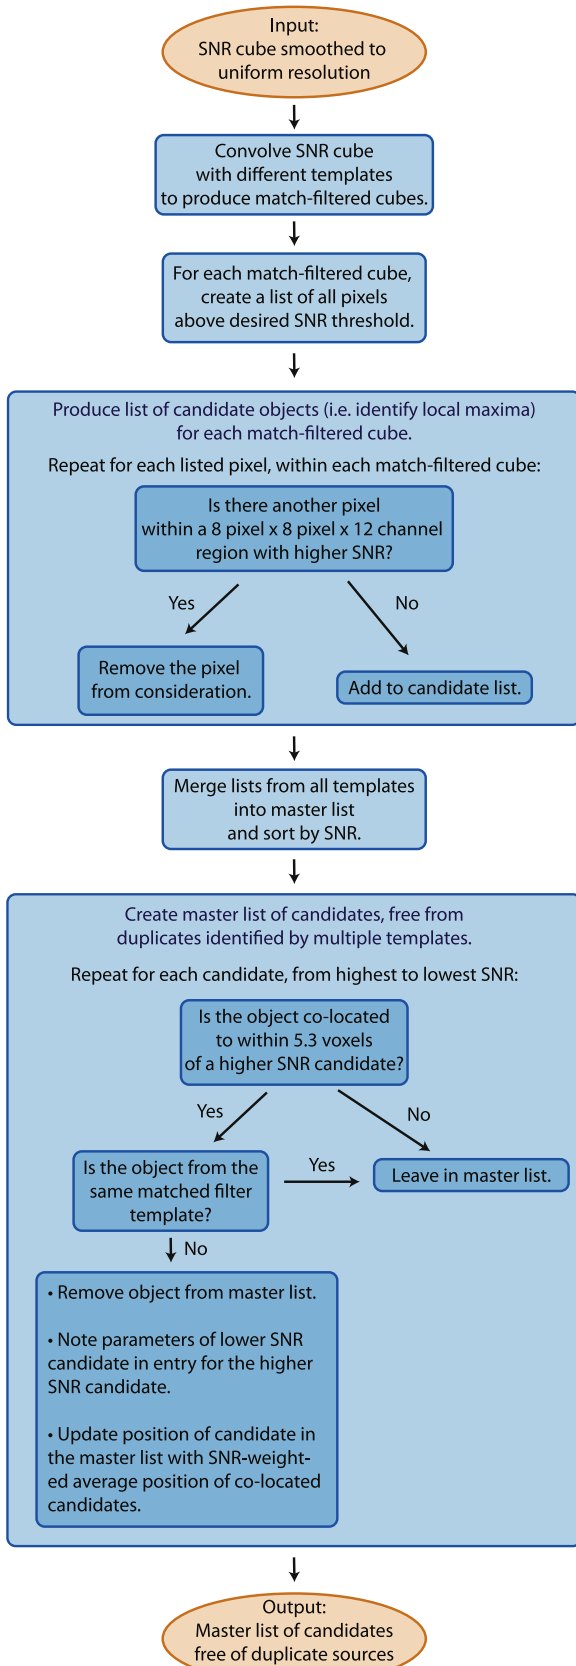 Input:
SNR cube smoothed to
uniform resolution
Convolve SNR cube
with different templates
to produce match-filtered cubes.
For each match-filtered cube,
create a list of all pixels
above desired SNR threshold.
Produce list of candidate objects (i.e. identify local maxima)
for each match-filtered cube.
Repeat for each listed pixel, within each match-filtered cube:
Is there another pixel
within a 8 pixel x 8 pixel x 12 channel
region with higher SNR?
Yes
No
Remove the pixel
from consideration.
Add to candidate list.
Merge lists from all templates
into master list
and sort by SNR.
Create master list of candidates, free from
duplicates identified by multiple templates.
Repeat for each candidate, from highest to lowest SNR:
Is the object co-located
to within 5.3 voxels
of a higher SNR candidate?
Yes
No
Is the object from the
same matched filter
template?
Yes
Leave in master list.
No
• Remove object from master list.
• Note parameters of lower SNR
candidate in entry for the higher
SNR candidate.
• Update position of candidate in
the master list with SNR-weight-
ed average position of co-located
candidates.
Output:
Master list of candidates
free of duplicate sources